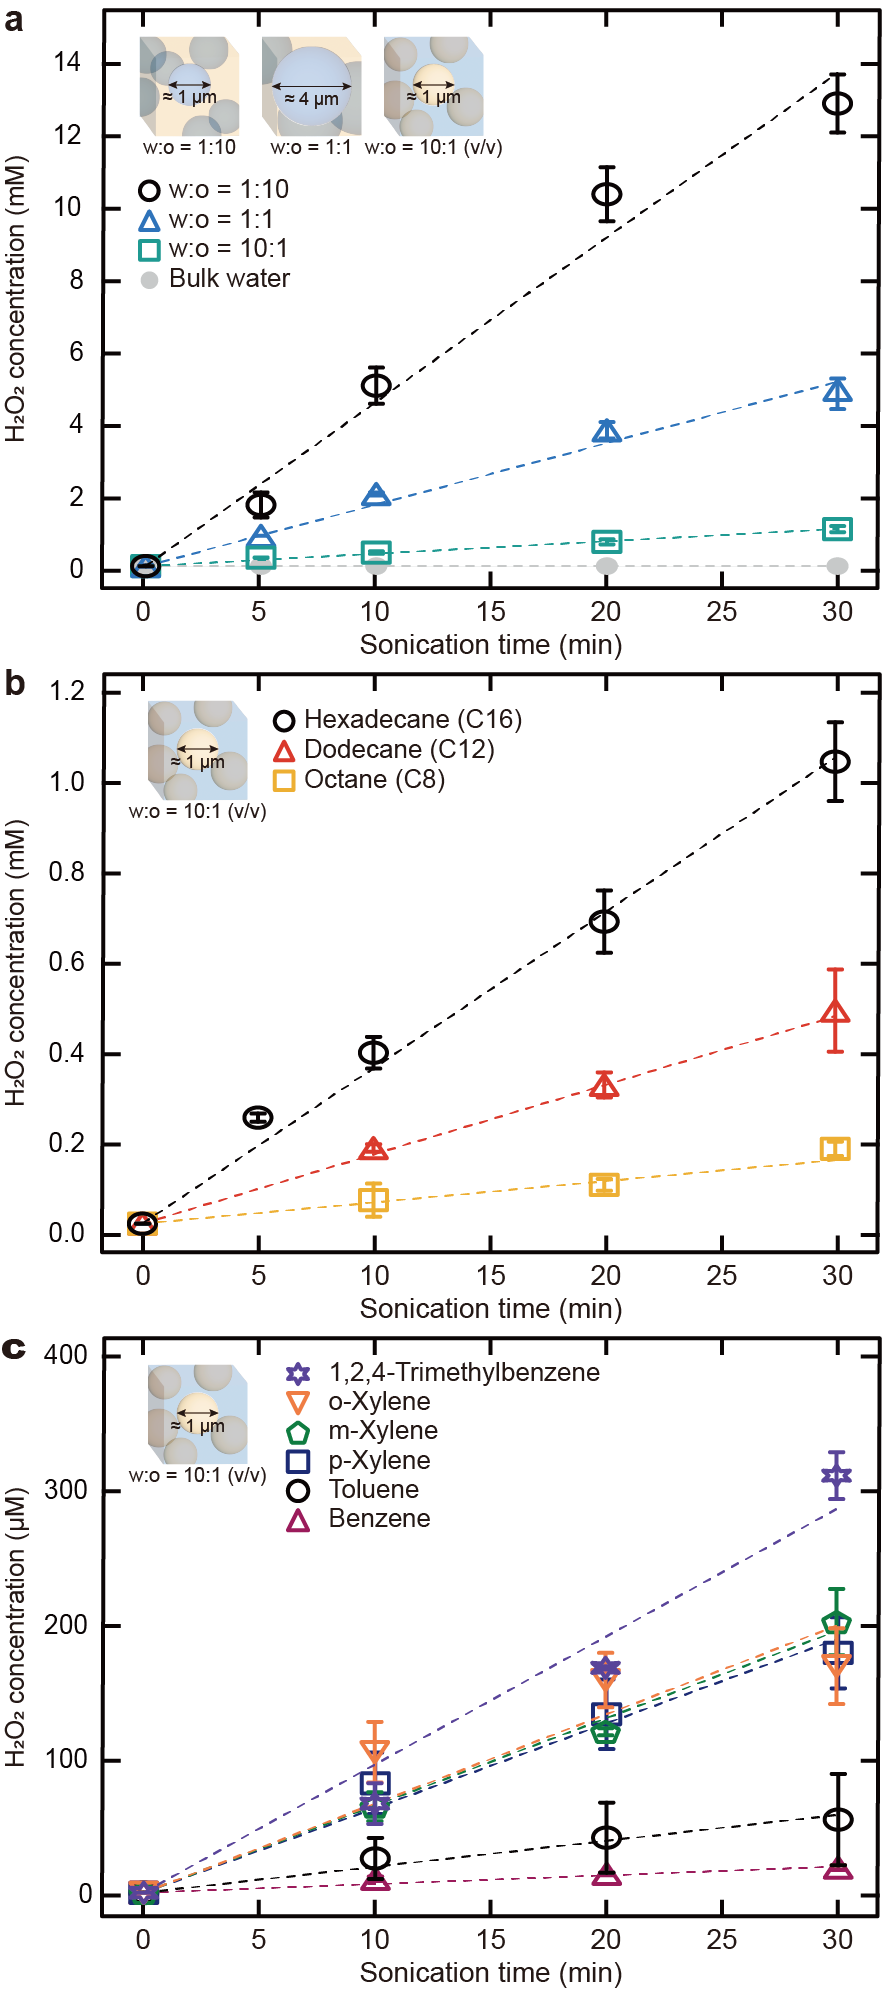 a
14
12
10
8
6
4
2
0
H₂O₂ concentration (mM)
≈ 1 μm
≈ 4 μm
≈ 1 μm
w:o = 1:10
w:o = 1:1
w:o = 10:1 (v/v)
w:o = 1:10
w:o = 1:1
w:o = 10:1
Bulk water
0 5 10 15 20 25 30
Sonication time (min)
b
1.2
1.0
0.8
0.6
0.4
0.2
0.0
H₂O₂ concentration (mM)
≈ 1 μm
w:o = 10:1 (v/v)
Hexadecane (C16)
Dodecane (C12)
Octane (C8)
0 5 10 15 20 25 30
Sonication time (min)
c
400
300
200
100
0
H₂O₂ concentration (μM)
≈ 1 μm
w:o = 10:1 (v/v)
1,2,4-Trimethylbenzene
o-Xylene
m-Xylene
p-Xylene
Toluene
Benzene
0 5 10 15 20 25 30
Sonication time (min)